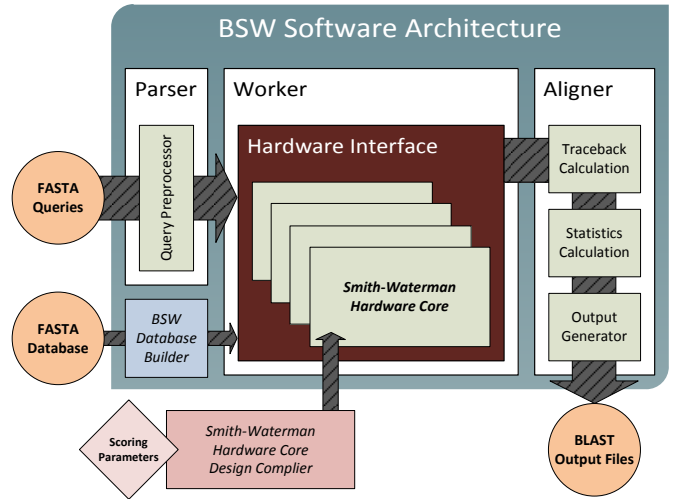 BSW Software Architecture
Parser
Worker
Aligner
FASTA
Queries
Query Preprocessor
Hardware Interface
Smith-Waterman
Hardware Core
Traceback
Calculation
Statistics
Calculation
Output
Generator
FASTA
Database
BSW
Database
Builder
Scoring
Parameters
Smith-Waterman
Hardware Core
Design Complier
BLAST
Output Files